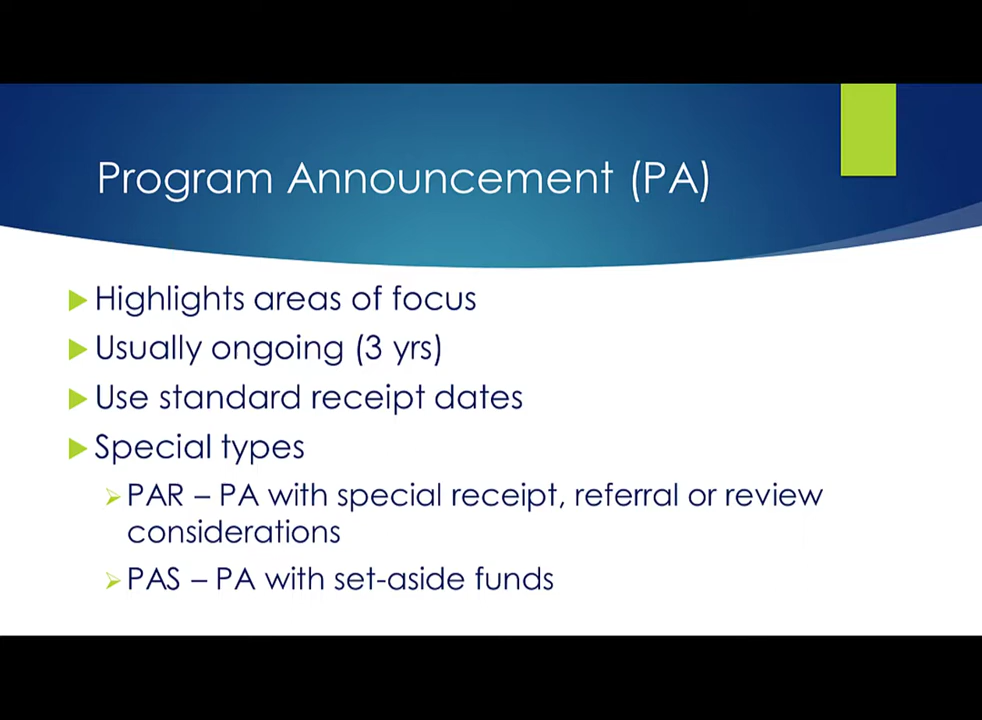 Program Announcement (PA)
Highlights areas of focus
Usually ongoing (3 yrs)
Use standard receipt dates
Special types
PAR – PA with special receipt, referral or review
considerations
PAS – PA with set-aside funds